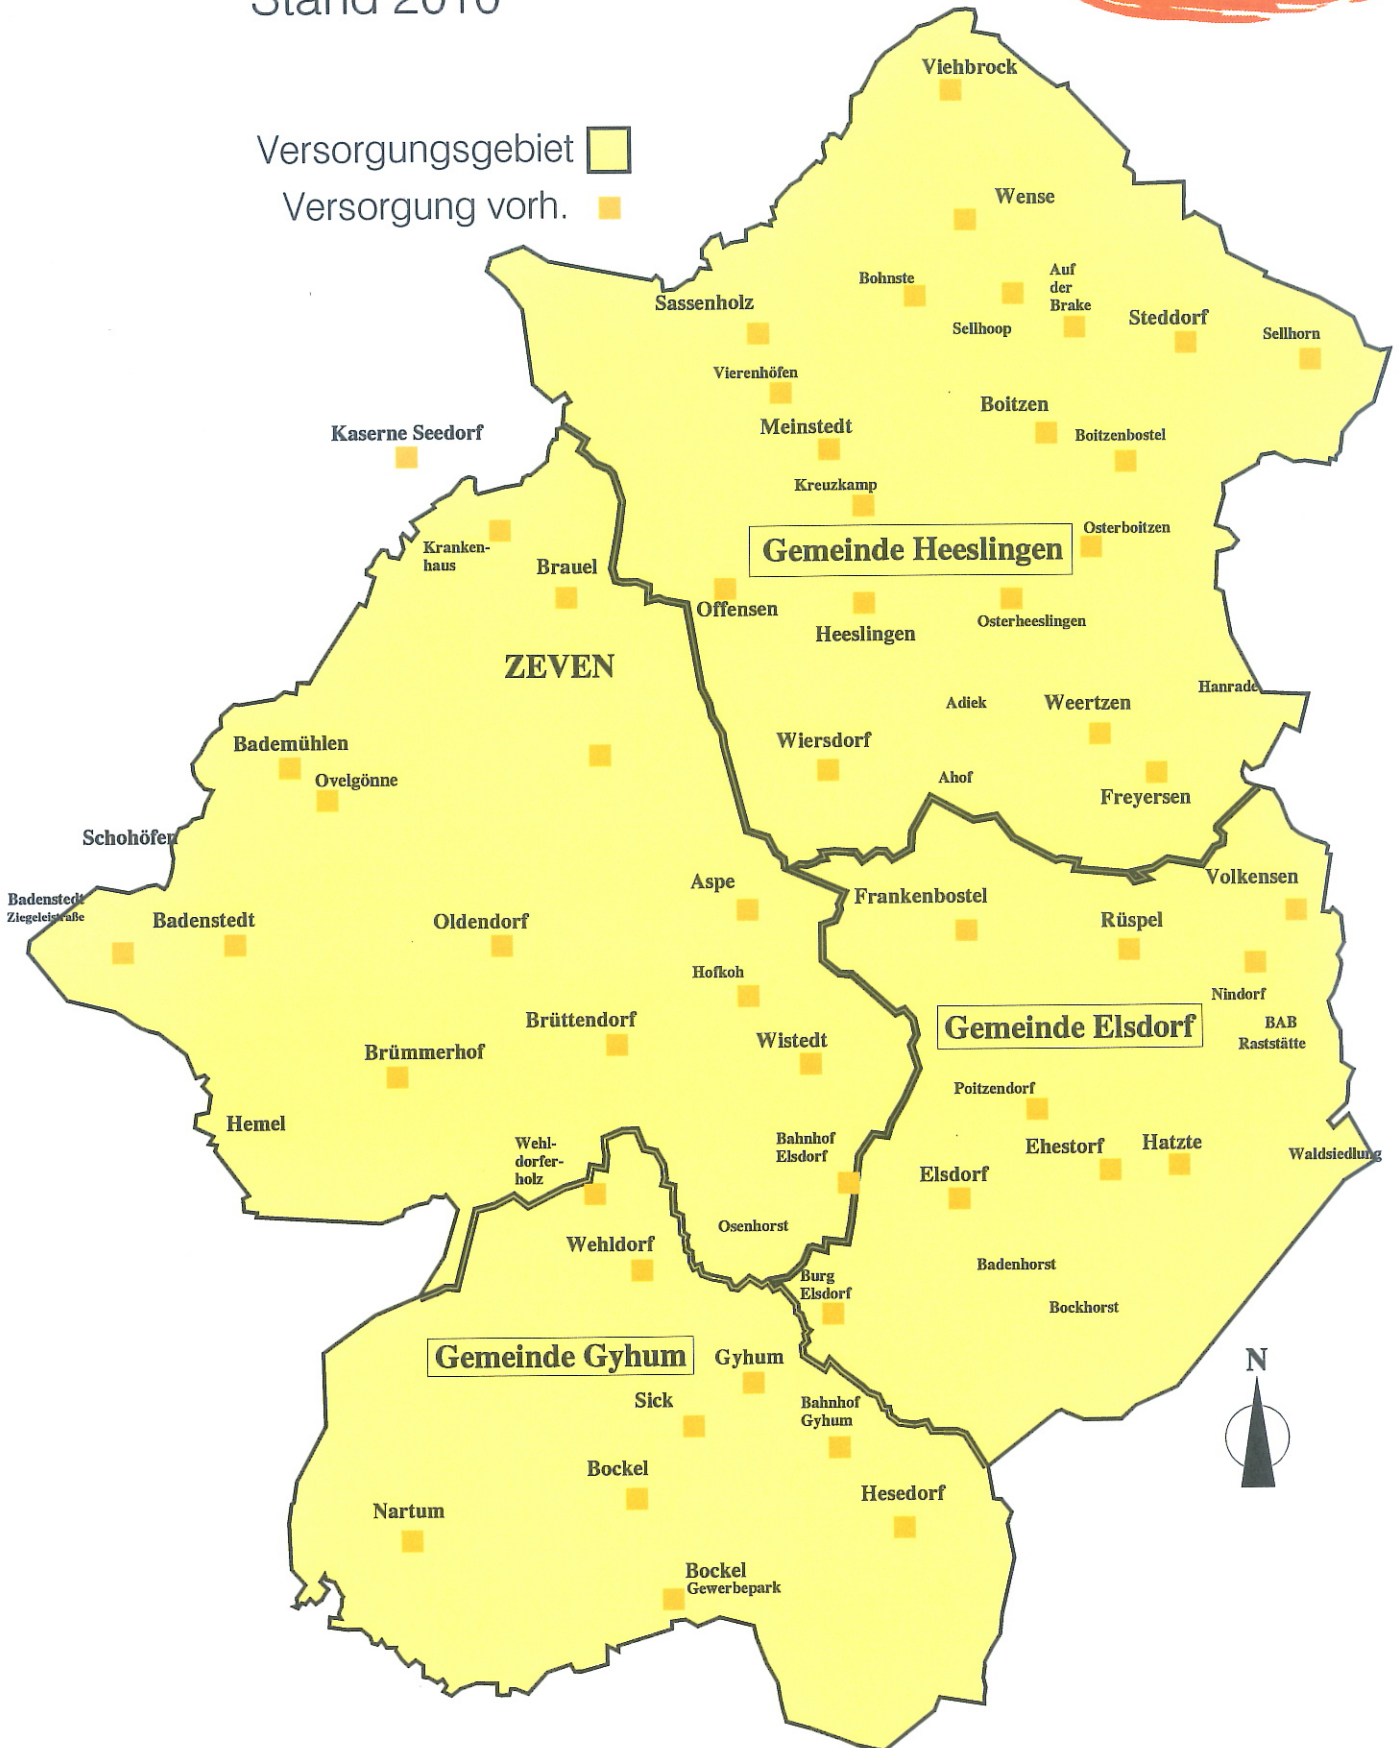 Stand 2010
Versorgungsgebiet
Versorgung vorh.
Viehbrock
Wense
Bohnste
Auf
der
Brake
Sellhoop
Steddorf
Sellhorn
Sassenholz
Vierenhöfen
Meinstedt
Boitzen
Boitzenbostel
Kreuzkamp
Osterboitzen
Gemeinde Heeslingen
Offensen
Heeslingen
Osterheeslingen
Hanrade
Adiek
Weertzen
Wiersdorf
Ahof
Freyersen
Kaserne Seedorf
Kranken-
haus
Brauel
ZEVEN
Bademühlen
Ovelgönne
Schohöfen
Badenstedt
Ziegeleistraße
Badenstedt
Oldendorf
Aspe
Hofkoh
Brüttendorf
Wistedt
Brümmerhof
Hemel
Bahnhof
Elsdorf
Osenhorst
Frankenbostel
Rüspel
Volkensen
Nindorf
Gemeinde Elsdorf
BAB
Raststätte
Poitzendorf
Ehestorf
Hatzte
Waldsiedlung
Elsdorf
Badenhorst
Bockhorst
Burg
Elsdorf
Wehl-
dorfer-
holz
Wehldorf
Gemeinde Gyhum
Gyhum
Sick
Bahnhof
Gyhum
Bockel
Hesedorf
Nartum
Bockel
Gewerbepark
N